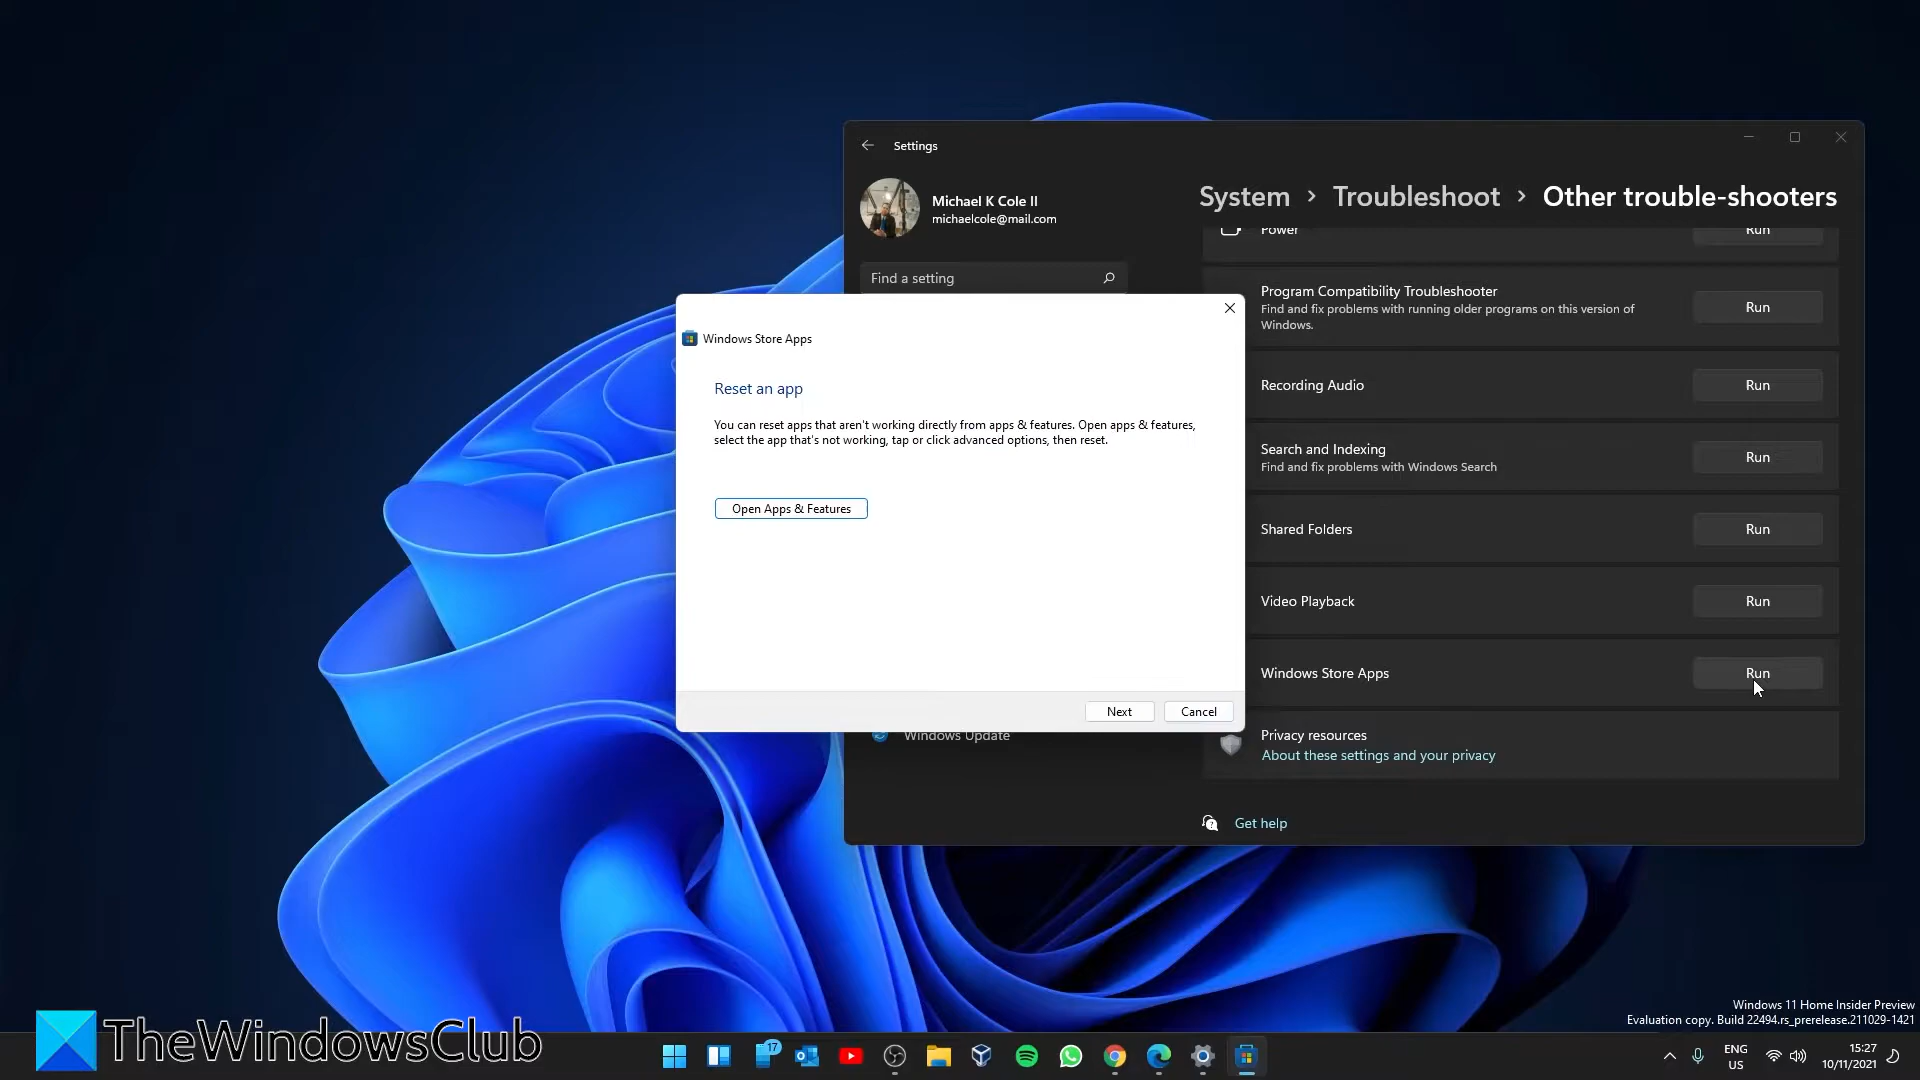 Settings
Michael K Cole II
michaelcole@mail.com
Find a setting
System > Troubleshoot > Other trouble-shooters
Power
Run
Program Compatibility Troubleshooter
Find and fix problems with running older programs on this version of
Windows.
Run
Recording Audio
Run
Search and Indexing
Find and fix problems with Windows Search
Run
Shared Folders
Run
Video Playback
Run
Windows Store Apps
Run
Privacy resources
About these settings and your privacy
Get help
Windows Update
Windows Store Apps
Reset an app
You can reset apps that aren't working directly from apps & features. Open apps & features,
select the app that's not working, tap or click advanced options, then reset.
Open Apps & Features
Next
Cancel
Windows 11 Home Insider Preview
Evaluation copy. Build 22494.rs_prerelease.211029-1421
TheWindowsClub
17
ENG
US
15:27
10/11/2021